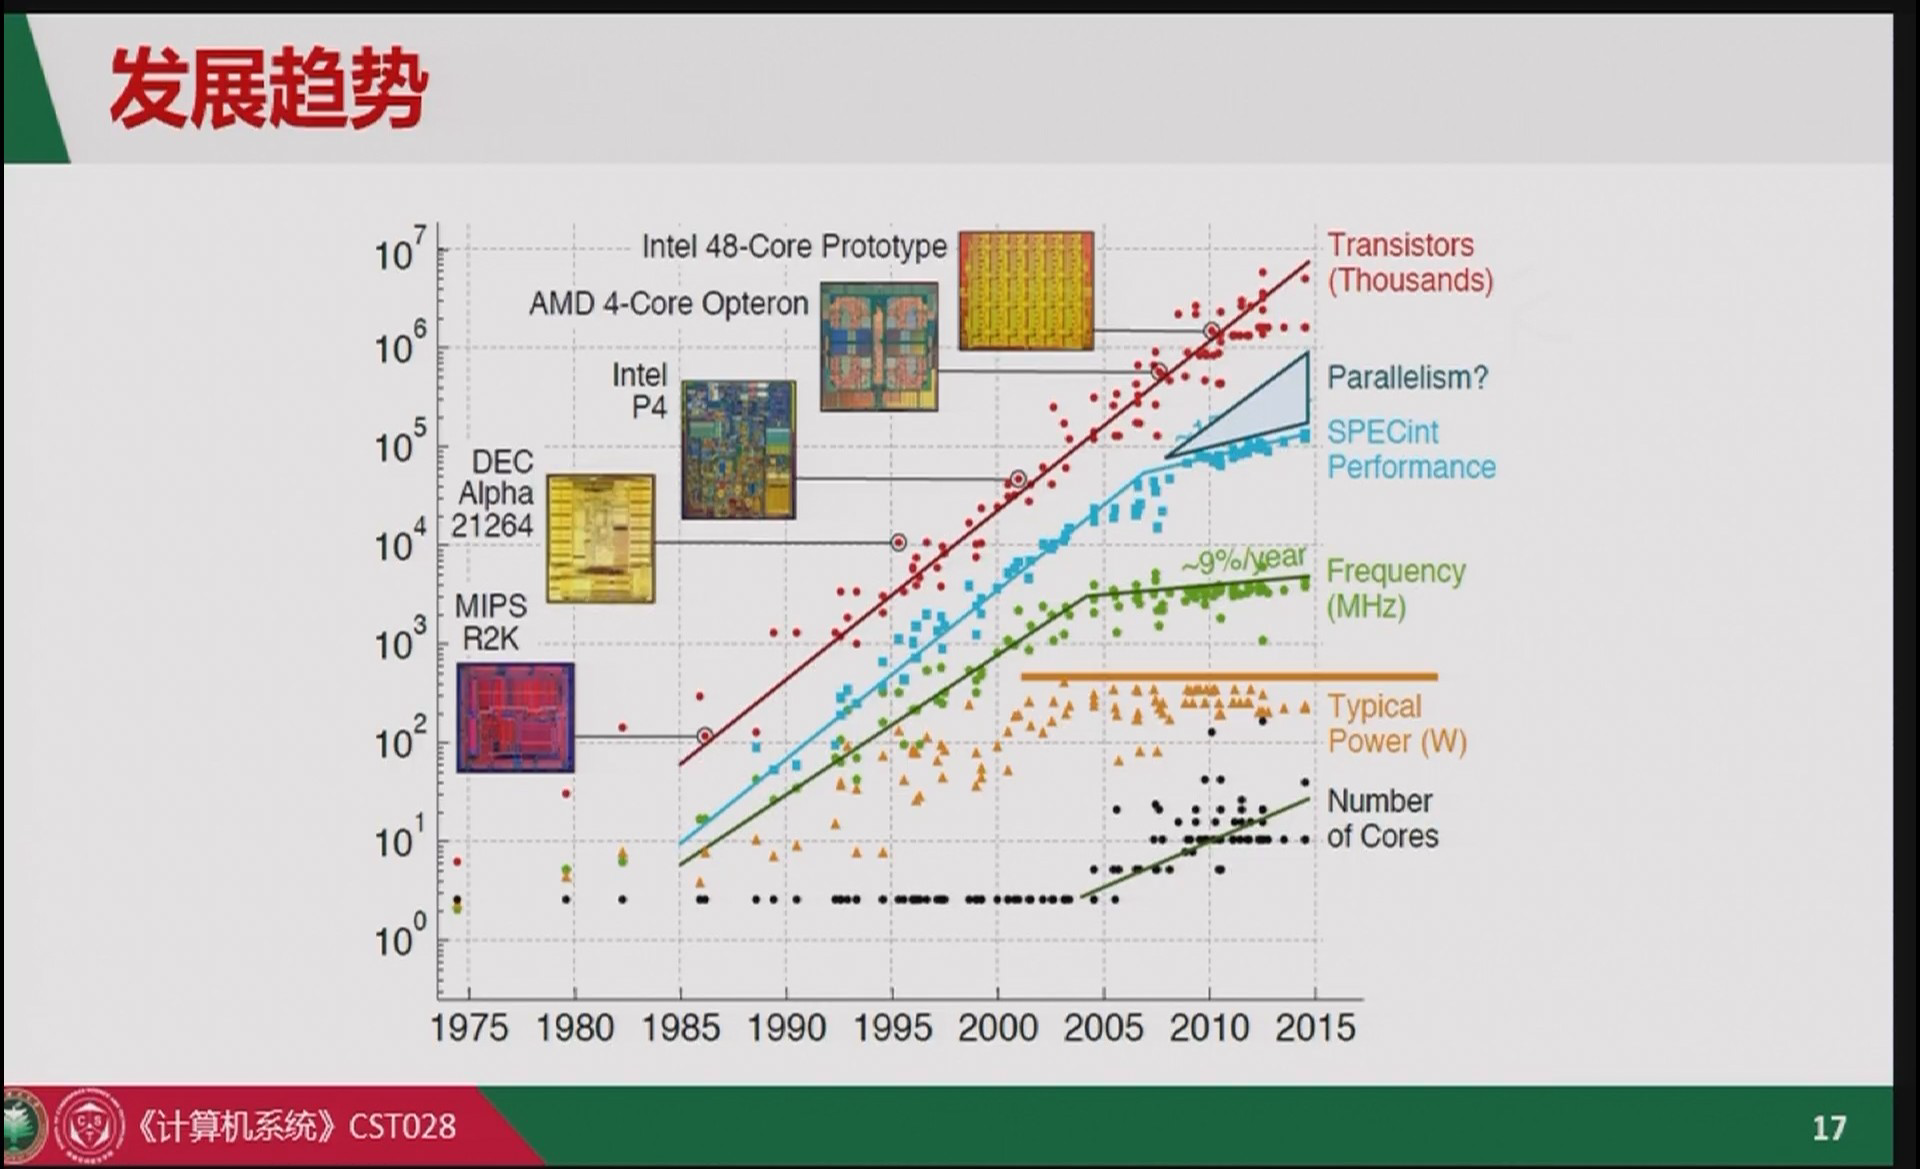 发展趋势
10^7
10^6
10^5
10^4
10^3
10^2
10^1
10^0
Intel 48-Core Prototype
AMD 4-Core Opteron
Intel
P4
DEC
Alpha
21264
MIPS
R2K
Transistors
(Thousands)
Parallelism?
SPECint
Performance
~9%/year
Frequency
(MHz)
Typical
Power (W)
Number
of Cores
1975 1980 1985 1990 1995 2000 2005 2010 2015
《计算机系统》CST028
17